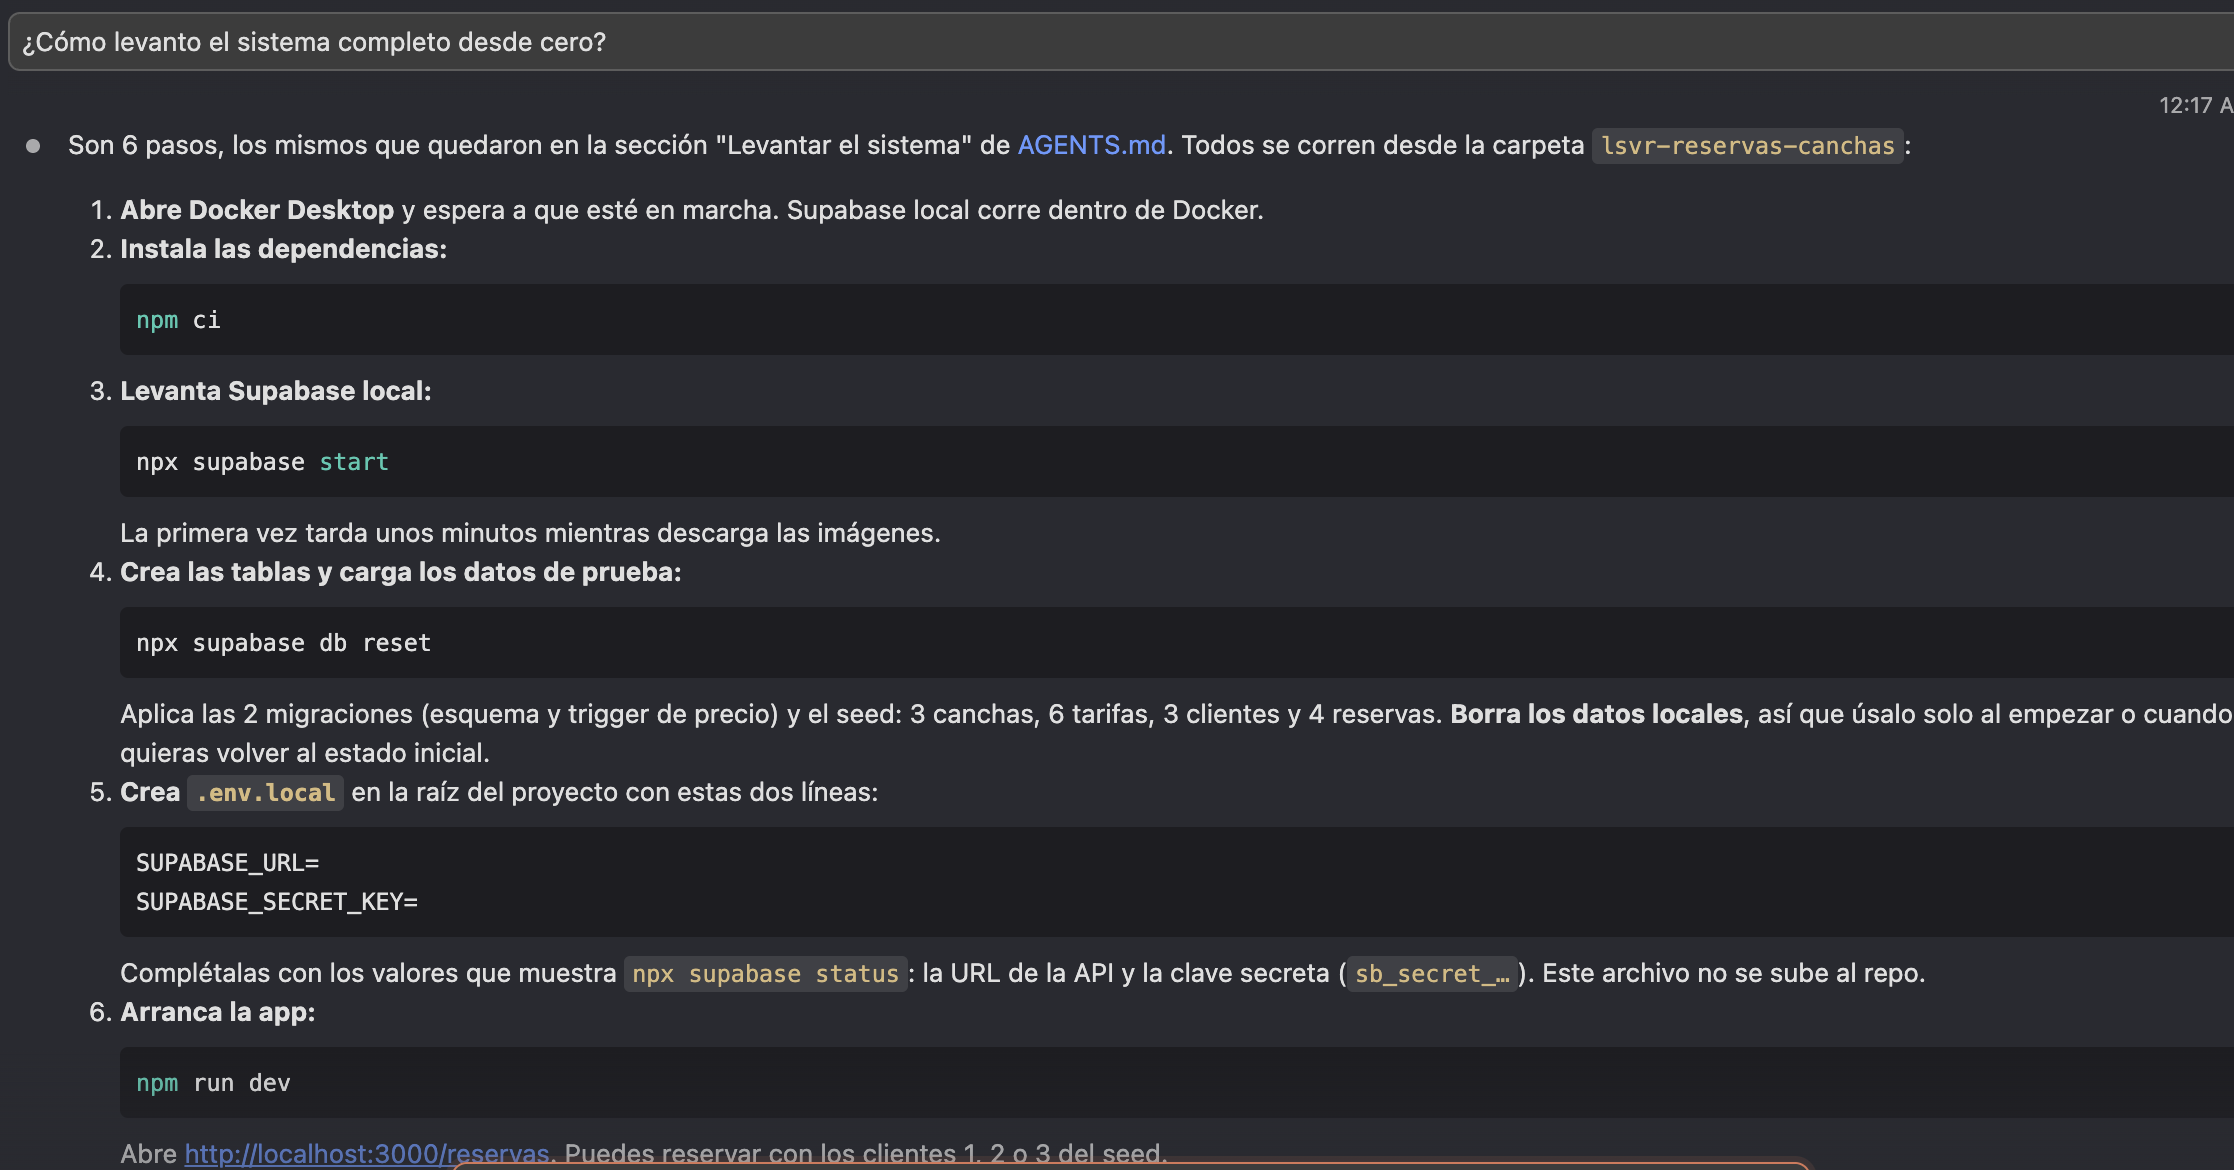 ¿Cómo levanto el sistema completo desde cero?
12:17 A
Son 6 pasos, los mismos que quedaron en la sección "Levantar el sistema" de AGENTS.md. Todos se corren desde la carpeta lsvr-reservas-canchas:
1. Abre Docker Desktop y espera a que esté en marcha. Supabase local corre dentro de Docker.
2. Instala las dependencias:
npm ci
3. Levanta Supabase local:
npx supabase start
La primera vez tarda unos minutos mientras descarga las imágenes.
4. Crea las tablas y carga los datos de prueba:
npx supabase db reset
Aplica las 2 migraciones (esquema y trigger de precio) y el seed: 3 canchas, 6 tarifas, 3 clientes y 4 reservas. Borra los datos locales, así que úsalo solo al empezar o cuando
quieras volver al estado inicial.
5. Crea .env.local en la raíz del proyecto con estas dos líneas:
SUPABASE_URL=
SUPABASE_SECRET_KEY=
Complétalas con los valores que muestra npx supabase status: la URL de la API y la clave secreta (sb_secret_…). Este archivo no se sube al repo.
6. Arranca la app:
npm run dev
Abre http://localhost:3000/reservas. Puedes reservar con los clientes 1, 2 o 3 del seed.